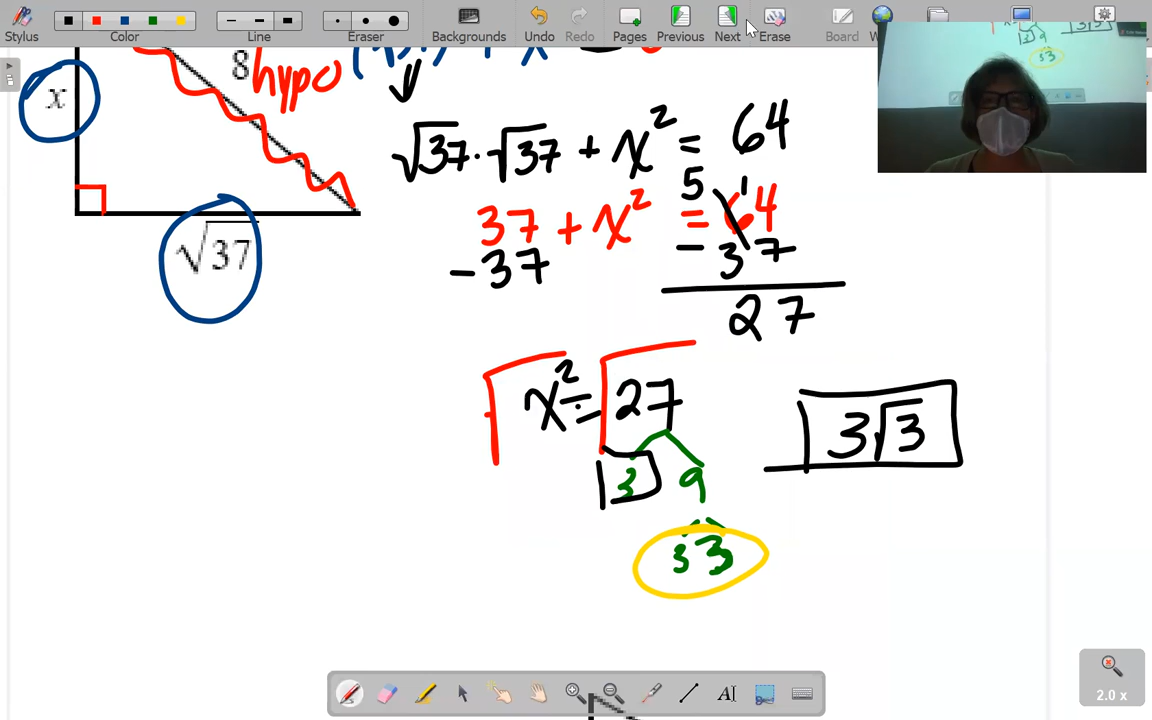 Stylus Color Line Eraser Backgrounds Undo Redo Pages Previous Next Erase Board
8 hypo
x
√37 · √37 + x² = 64
5 1
37 + x² = 64
-37 - 37
27
√37
x² = 27
3√3
3 9
3 3
2.0 x